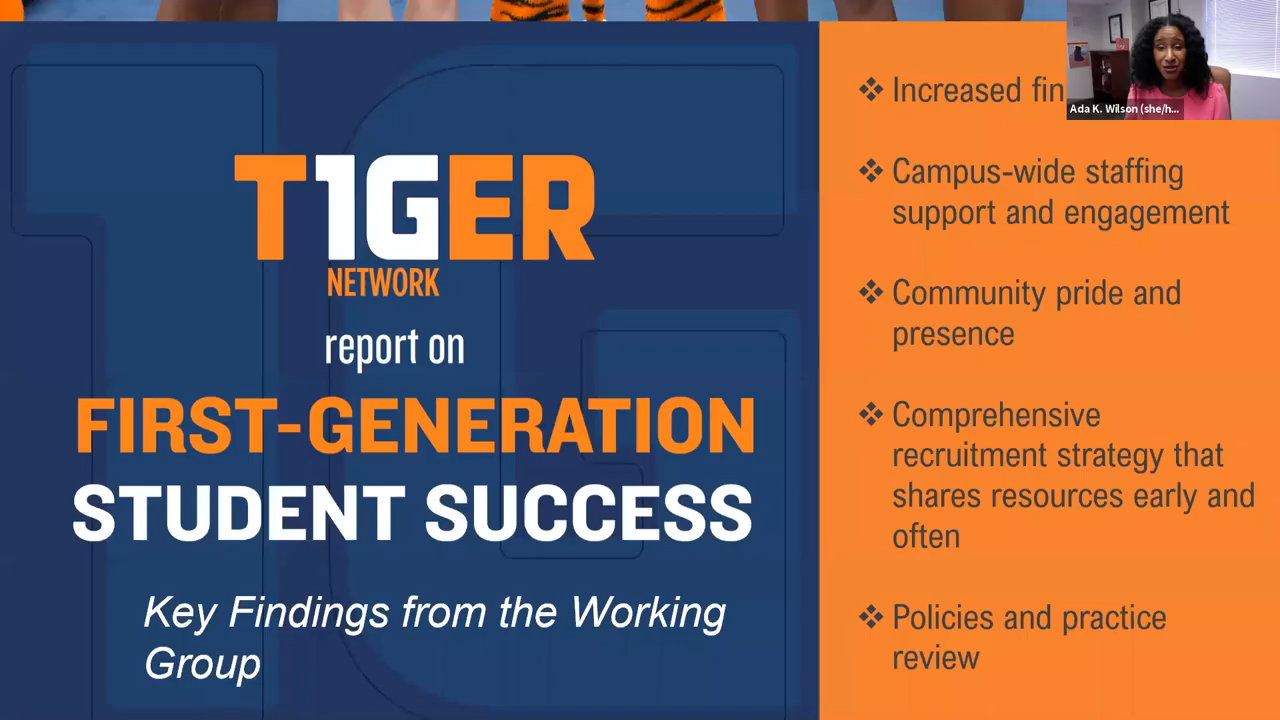 T1GER
NETWORK
report on
FIRST-GENERATION
STUDENT SUCCESS
Key Findings from the Working
Group
❖ Increased
❖ Campus-wide staffing
support and engagement
❖ Community pride and
presence
❖ Comprehensive
recruitment strategy that
shares resources early and
often
❖ Policies and practice
review
Ada K. Wilson (she/h...